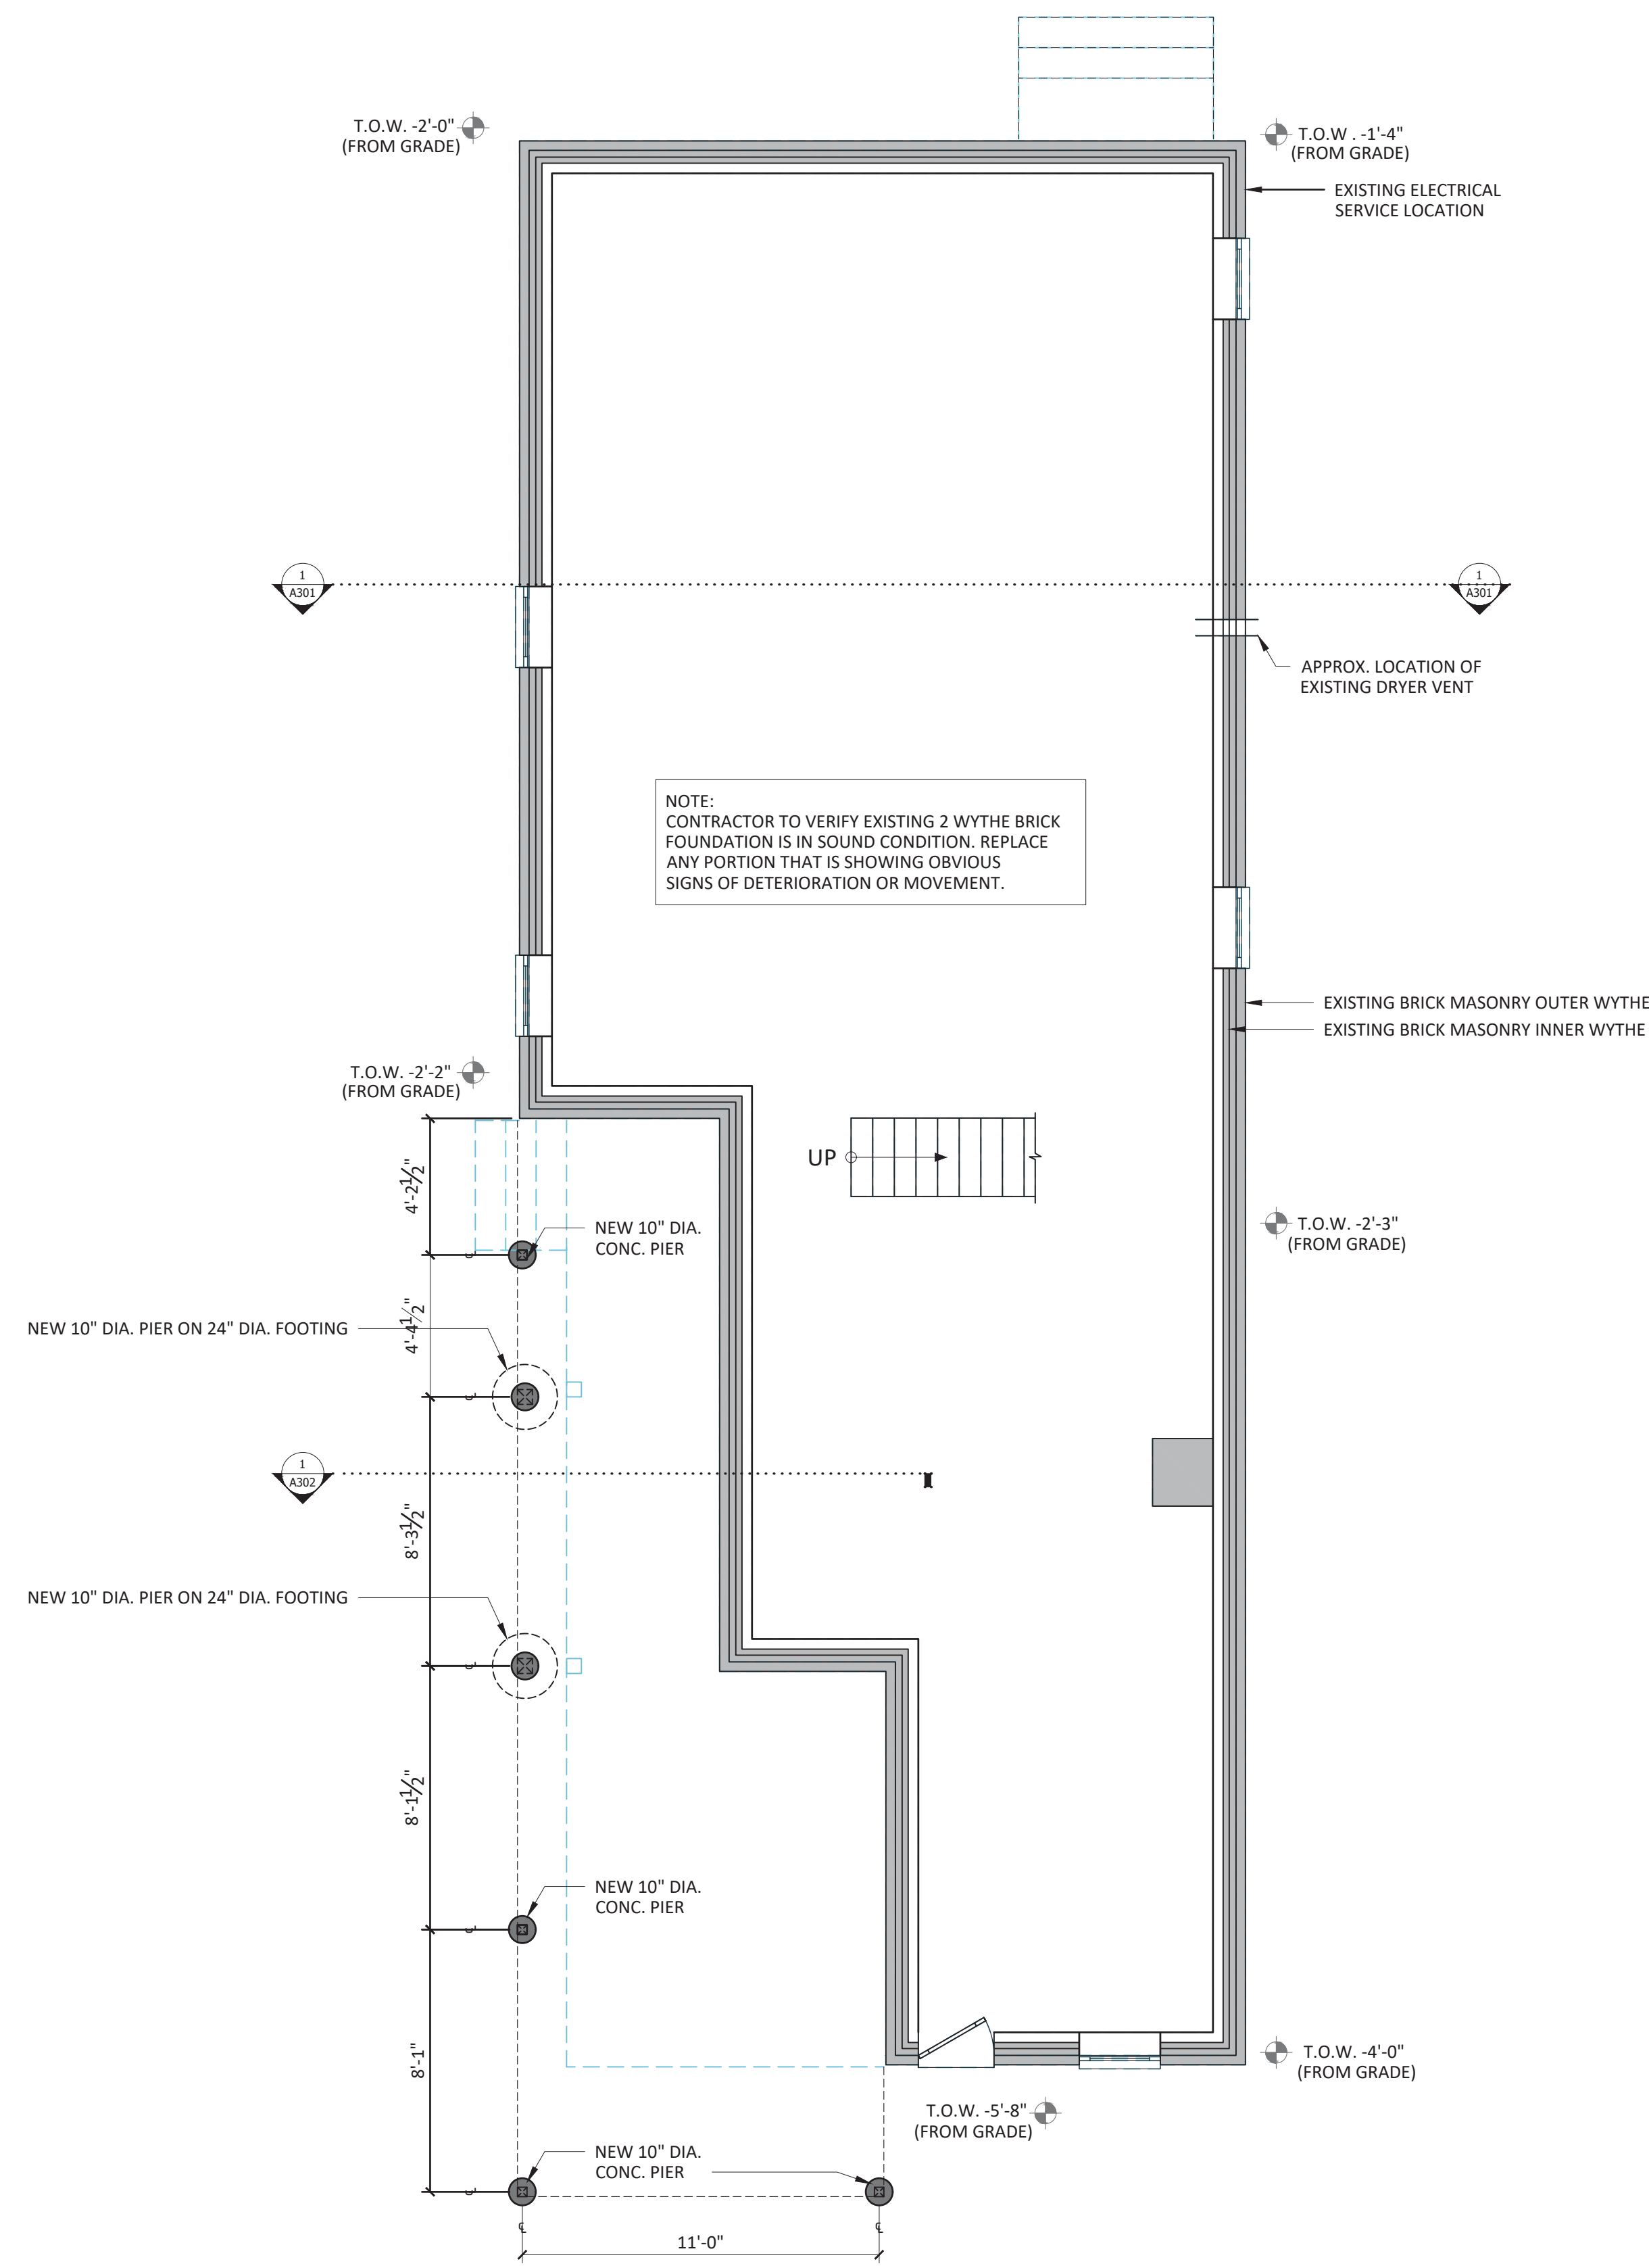 T.O.W. -2'-0"
(FROM GRADE)
T.O.W . -1'-4"
(FROM GRADE)
EXISTING ELECTRICAL
SERVICE LOCATION
1
A301
1
A301
APPROX. LOCATION OF
EXISTING DRYER VENT
NOTE:
CONTRACTOR TO VERIFY EXISTING 2 WYTHE BRICK
FOUNDATION IS IN SOUND CONDITION. REPLACE
ANY PORTION THAT IS SHOWING OBVIOUS
SIGNS OF DETERIORATION OR MOVEMENT.
EXISTING BRICK MASONRY OUTER WYTHE
EXISTING BRICK MASONRY INNER WYTHE
T.O.W. -2'-2"
(FROM GRADE)
4'-2½"
UP
NEW 10" DIA.
CONC. PIER
T.O.W. -2'-3"
(FROM GRADE)
4'-4½"
NEW 10" DIA. PIER ON 24" DIA. FOOTING
1
A302
8'-3½"
NEW 10" DIA. PIER ON 24" DIA. FOOTING
8'-1½"
NEW 10" DIA.
CONC. PIER
8'-1"
T.O.W. -4'-0"
(FROM GRADE)
T.O.W. -5'-8"
(FROM GRADE)
NEW 10" DIA.
CONC. PIER
℄
℄
11'-0"